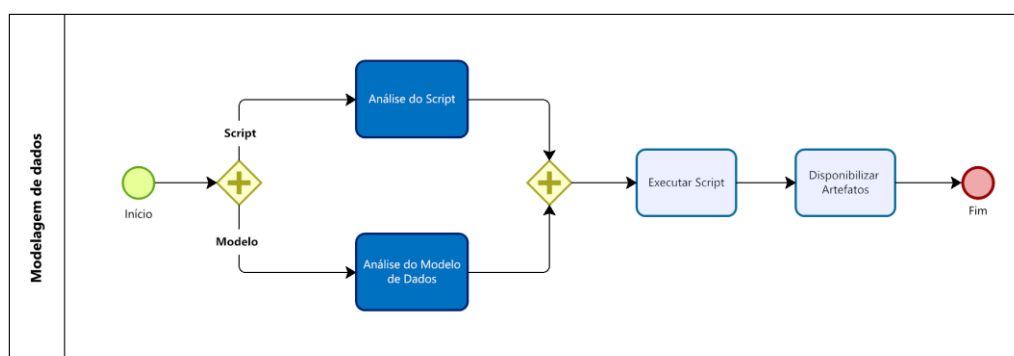 Modelagem de dados
Início
Script
Modelo
Análise do Script
Análise do Modelo
de Dados
Executar Script
Disponibilizar
Artefatos
Fim